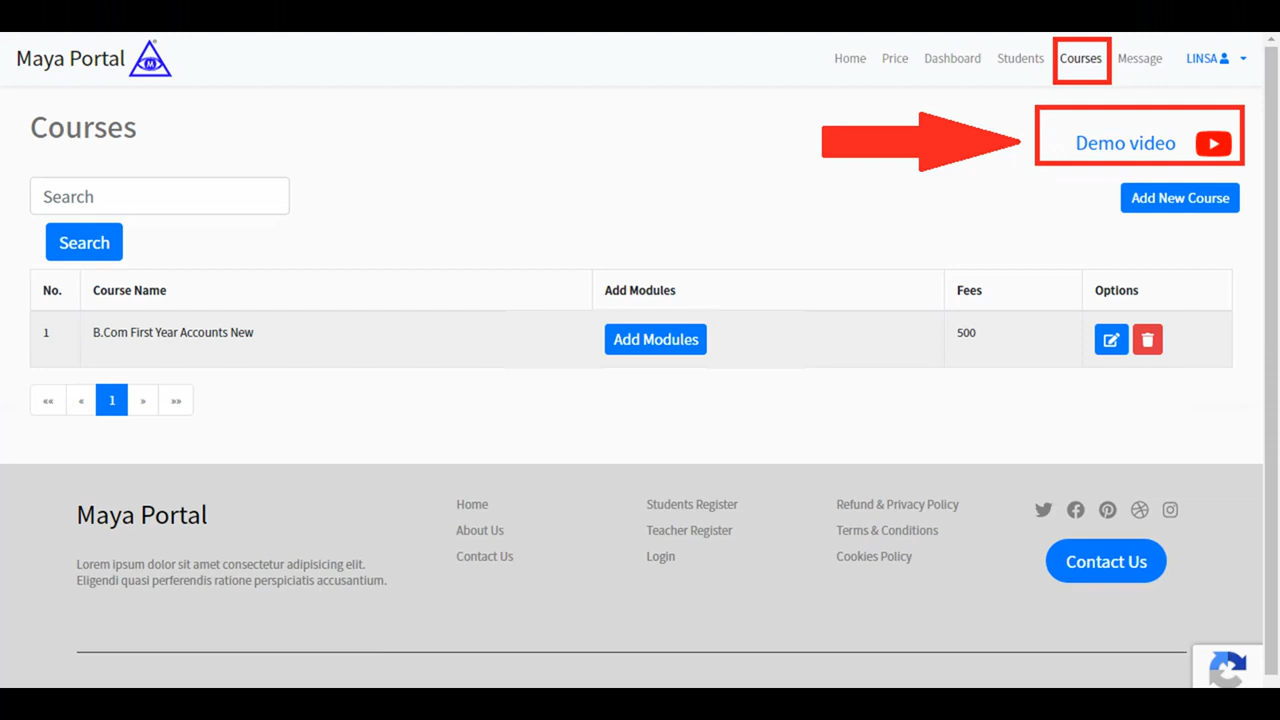 Maya Portal
Home Price Dashboard Students Courses Message LINSA
Courses
Demo video
Search
Add New Course
Search
No. Course Name Add Modules Fees Options
1 B.Com First Year Accounts New Add Modules 500
«« « 1 » »»
Maya Portal
Lorem ipsum dolor sit amet consectetur adipisicing elit.
Eligendi quasi perferendis ratione perspiciatis accusantium.
Home
About Us
Contact Us
Students Register
Teacher Register
Login
Refund & Privacy Policy
Terms & Conditions
Cookies Policy
Contact Us